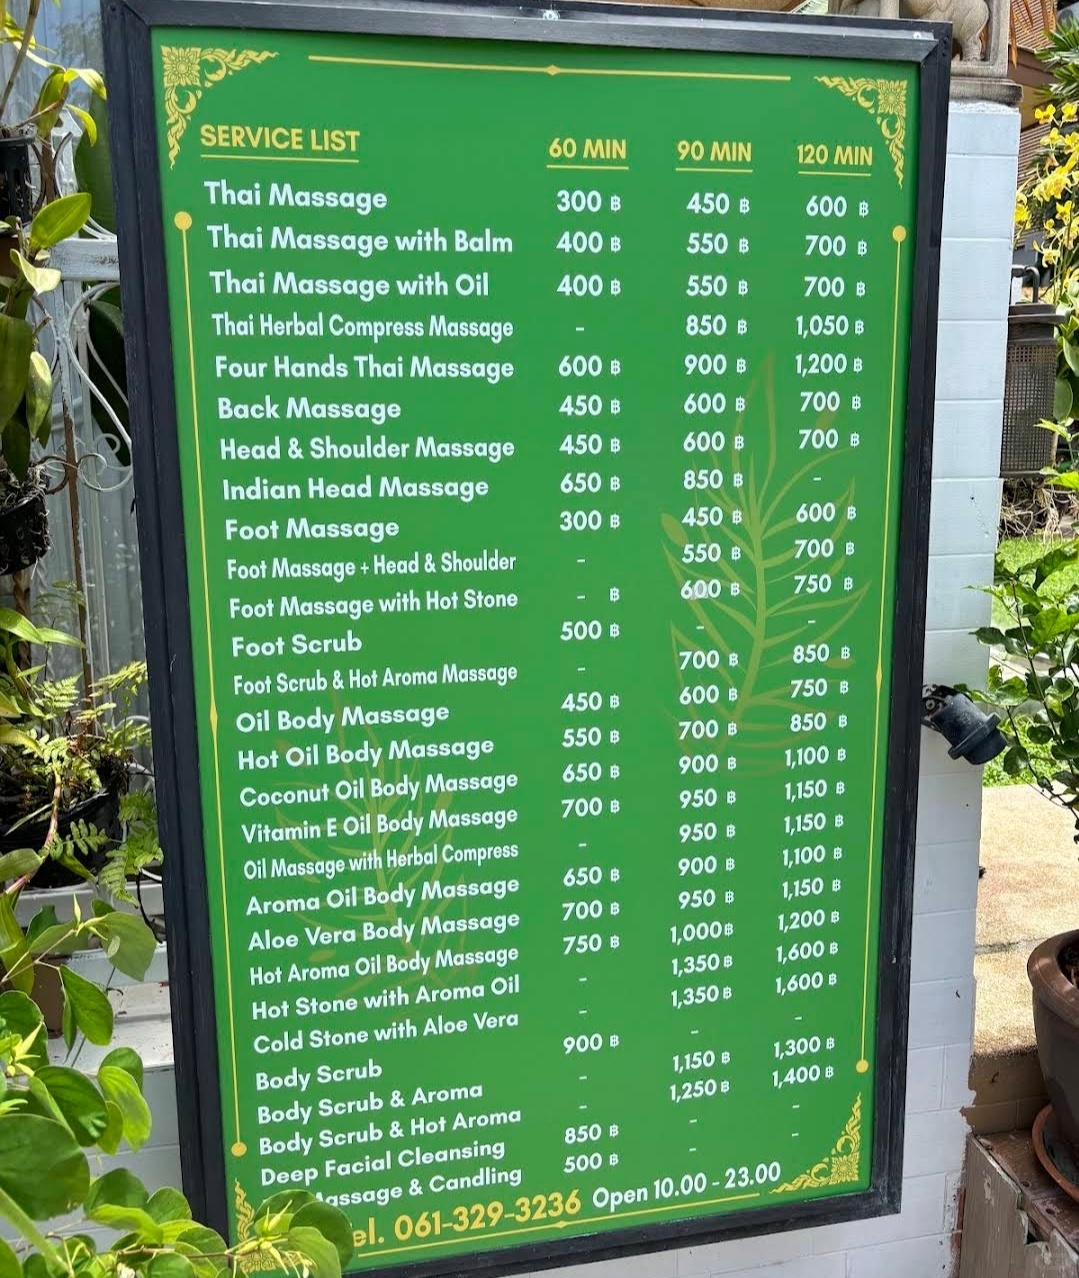 SERVICE LIST 60 MIN 90 MIN 120 MIN
Thai Massage 300 ฿ 450 ฿ 600 ฿
Thai Massage with Balm 400 ฿ 550 ฿ 700 ฿
Thai Massage with Oil 400 ฿ 550 ฿ 700 ฿
Thai Herbal Compress Massage - 850 ฿ 1,050 ฿
Four Hands Thai Massage 600 ฿ 900 ฿ 1,200 ฿
Back Massage 450 ฿ 600 ฿ 700 ฿
Head & Shoulder Massage 450 ฿ 600 ฿ 700 ฿
Indian Head Massage 650 ฿ 850 ฿ -
Foot Massage 300 ฿ 450 ฿ 600 ฿
Foot Massage + Head & Shoulder - 550 ฿ 700 ฿
Foot Massage with Hot Stone - ฿ 600 ฿ 750 ฿
Foot Scrub 500 ฿ - -
Foot Scrub & Hot Aroma Massage - 700 ฿ 850 ฿
Oil Body Massage 450 ฿ 600 ฿ 750 ฿
Hot Oil Body Massage 550 ฿ 700 ฿ 850 ฿
Coconut Oil Body Massage 650 ฿ 900 ฿ 1,100 ฿
Vitamin E Oil Body Massage 700 ฿ 950 ฿ 1,150 ฿
Oil Massage with Herbal Compress - 950 ฿ 1,150 ฿
Aroma Oil Body Massage 650 ฿ 900 ฿ 1,100 ฿
Aloe Vera Body Massage 700 ฿ 950 ฿ 1,150 ฿
Hot Aroma Oil Body Massage 750 ฿ 1,000฿ 1,200 ฿
Hot Stone with Aroma Oil - 1,350 ฿ 1,600 ฿
Cold Stone with Aloe Vera - 1,350 ฿ 1,600 ฿
Body Scrub 900 ฿ - -
Body Scrub & Aroma - 1,150 ฿ 1,300 ฿
Body Scrub & Hot Aroma - 1,250 ฿ 1,400 ฿
Deep Facial Cleansing 850 ฿ - -
assage & Candling 500 ฿ - -
el. 061-329-3236 Open 10.00 - 23.00